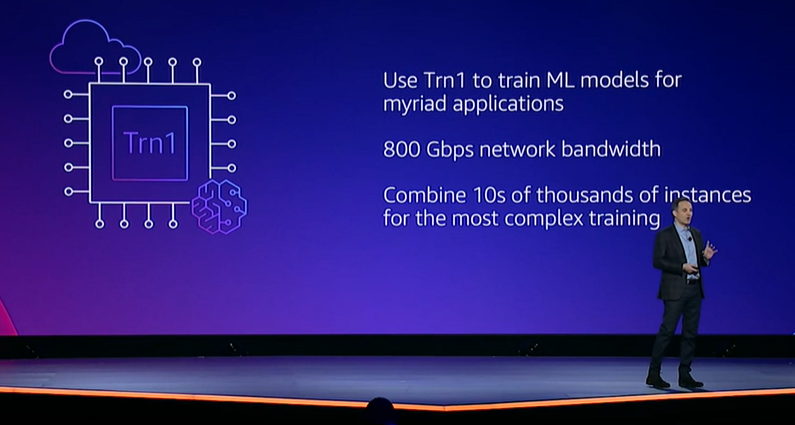 Trn1
Use Trn1 to train ML models for
myriad applications
800 Gbps network bandwidth
Combine 10s of thousands of instances
for the most complex training